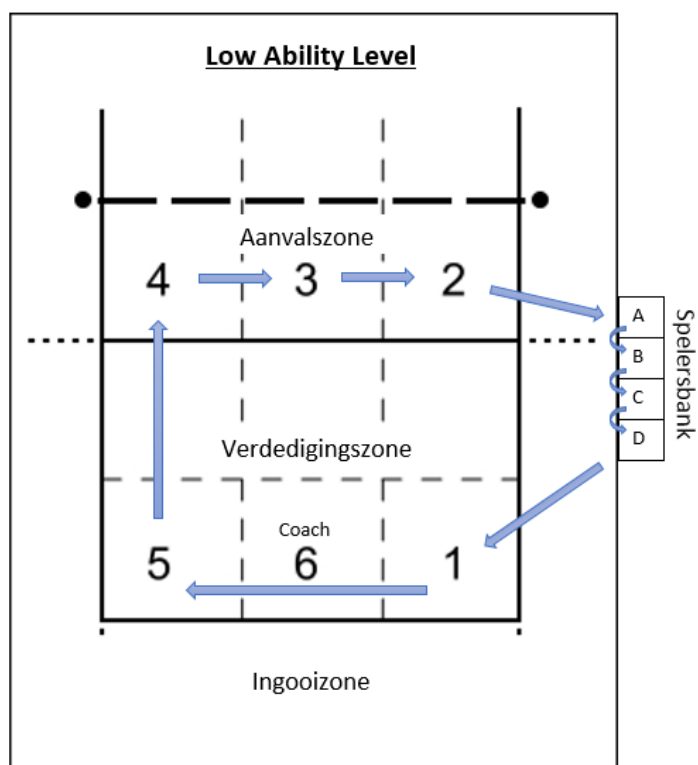 Low Ability Level
Aanvalszone
4 3 2
A
B
C
D
Spelersbank
Verdedigingszone
Coach
5 6 1
Ingooizone